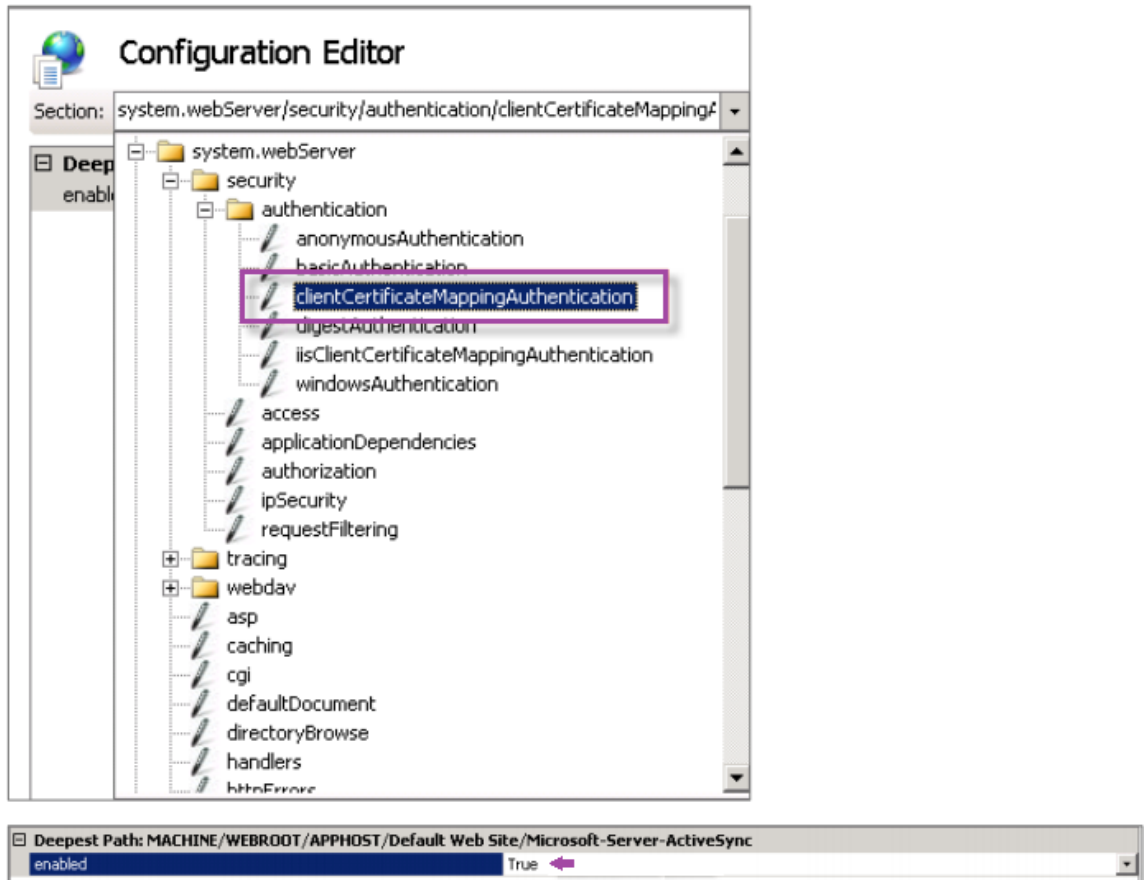 Configuration Editor
Section: system.webServer/security/authentication/clientCertificateMappingA
Deep
enabl
system.webServer
security
authentication
anonymousAuthentication
basicAuthentication
clientCertificateMappingAuthentication
digestAuthentication
iisClientCertificateMappingAuthentication
windowsAuthentication
access
applicationDependencies
authorization
ipSecurity
requestFiltering
tracing
webdav
asp
caching
cgi
defaultDocument
directoryBrowse
handlers
httpErrors
Deepest Path: MACHINE/WEBROOT/APPHOST/Default Web Site/Microsoft-Server-ActiveSync
enabled True